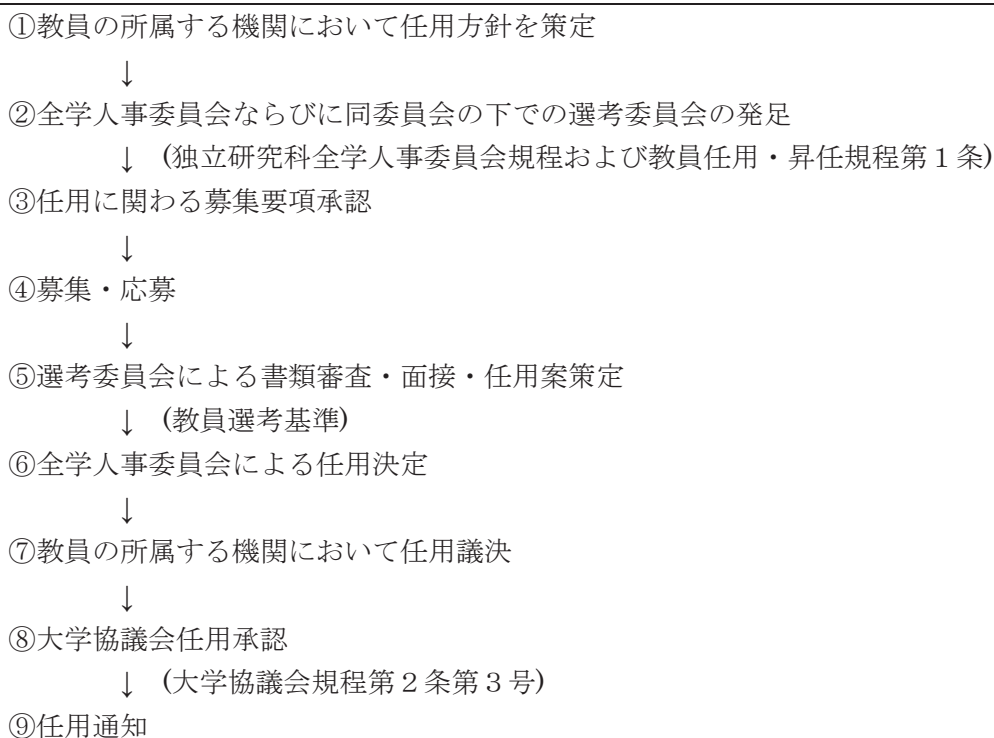 ①教員の所属する機関において任用方針を策定
↓
②全学人事委員会ならびに同委員会の下での選考委員会の発足
↓ (独立研究科全学人事委員会規程および教員任用・昇任規程第１条)
③任用に関わる募集要項承認
↓
④募集・応募
↓
⑤選考委員会による書類審査・面接・任用案策定
↓ (教員選考基準)
⑥全学人事委員会による任用決定
↓
⑦教員の所属する機関において任用議決
↓
⑧大学協議会任用承認
↓ (大学協議会規程第２条第３号)
⑨任用通知